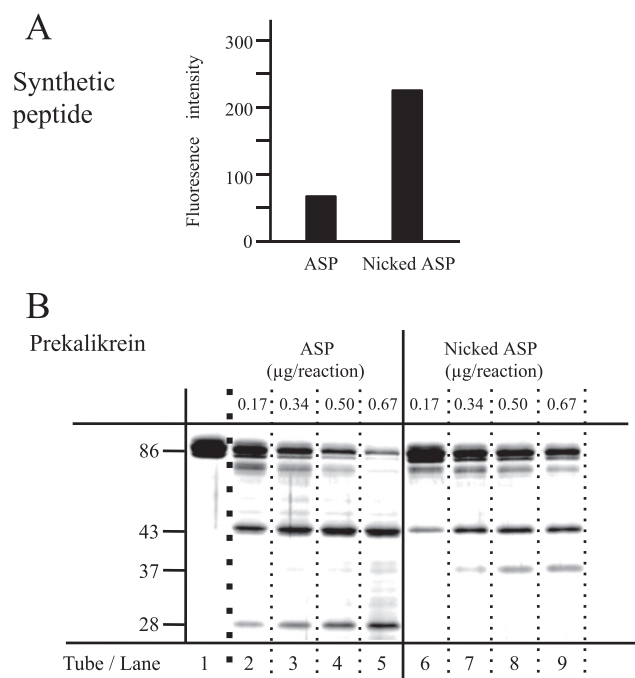 A
Synthetic
peptide
Fluoresence intensity
300
200
100
0
ASP Nicked ASP
B
Prekalikrein
ASP
(µg/reaction)
Nicked ASP
(µg/reaction)
0.17 0.34 0.50 0.67 0.17 0.34 0.50 0.67
86
43
37
28
Tube / Lane 1 2 3 4 5 6 7 8 9